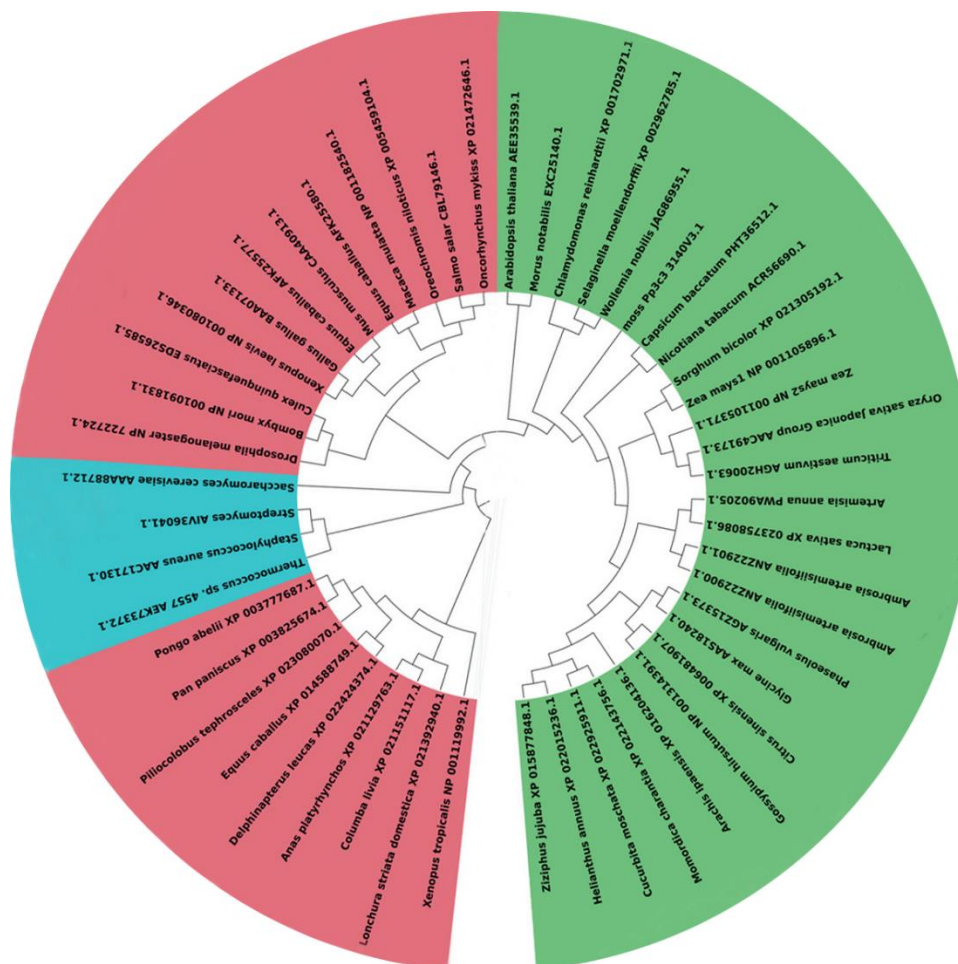 Arabidopsis thaliana AEE35539.1
Morus notabilis EXC25140.1
Chlamydomonas reinhardtii XP 001702971.1
Selaginella moellendorffii XP 002962785.1
Wollemia nobilis JAG86955.1
moss Pp3c3 3140V3.1
Capsicum baccatum PHT36512.1
Nicotiana tabacum ACR56690.1
Sorghum bicolor XP 021305192.1
Zea mays1 NP 001105896.1
Zea mays2 NP 001105371.1
Oryza sativa Japonica Group AAC49173.1
Triticum aestivum AGH20063.1
Artemisia annua PWA90205.1
Lactuca sativa XP 023758086.1
Ambrosia artemisiifolia ANZ22901.1
Ambrosia artemisiifolia ANZ22900.1
Phaseolus vulgaris AGZ15373.1
Glycine max AAS18240.1
Citrus sinensis XP 006481907.1
Gossypium hirsutum NP 001314391.1
Arachis ipaensis XP 016204136.1
Momordica charantia XP 022143756.1
Cucurbita moschata XP 022925911.1
Helianthus annuus XP 022015236.1
Ziziphus jujuba XP 015877848.1
Xenopus tropicalis NP 001119992.1
Lonchura striata domestica XP 021392940.1
Columba livia XP 021151117.1
Anas platyrhynchos XP 021129763.1
Delphinapterus leucas XP 022424374.1
Equus caballus XP 014588749.1
Piliocolobus tephrosceles XP 023080070.1
Pan paniscus XP 003825674.1
Pongo abelii XP 003777687.1
Thermococcus sp. 4557 AEK73372.1
Staphylococcus aureus AAC17130.1
Streptomyces AIV36041.1
Saccharomyces cerevisiae AAA88712.1
Drosophila melanogaster NP 722724.1
Bombyx mori NP 001091831.1
Culex quinquefasciatus EDS26585.1
Xenopus laevis NP 001080346.1
Gallus gallus BAA07133.1
Equus caballus AFK25577.1
Mus musculus CAA40913.1
Equus caballus AFK25580.1
Macaca mulatta NP 001182540.1
Oreochromis niloticus XP 005459104.1
Salmo salar CBL79146.1
Oncorhynchus mykiss XP 021472646.1